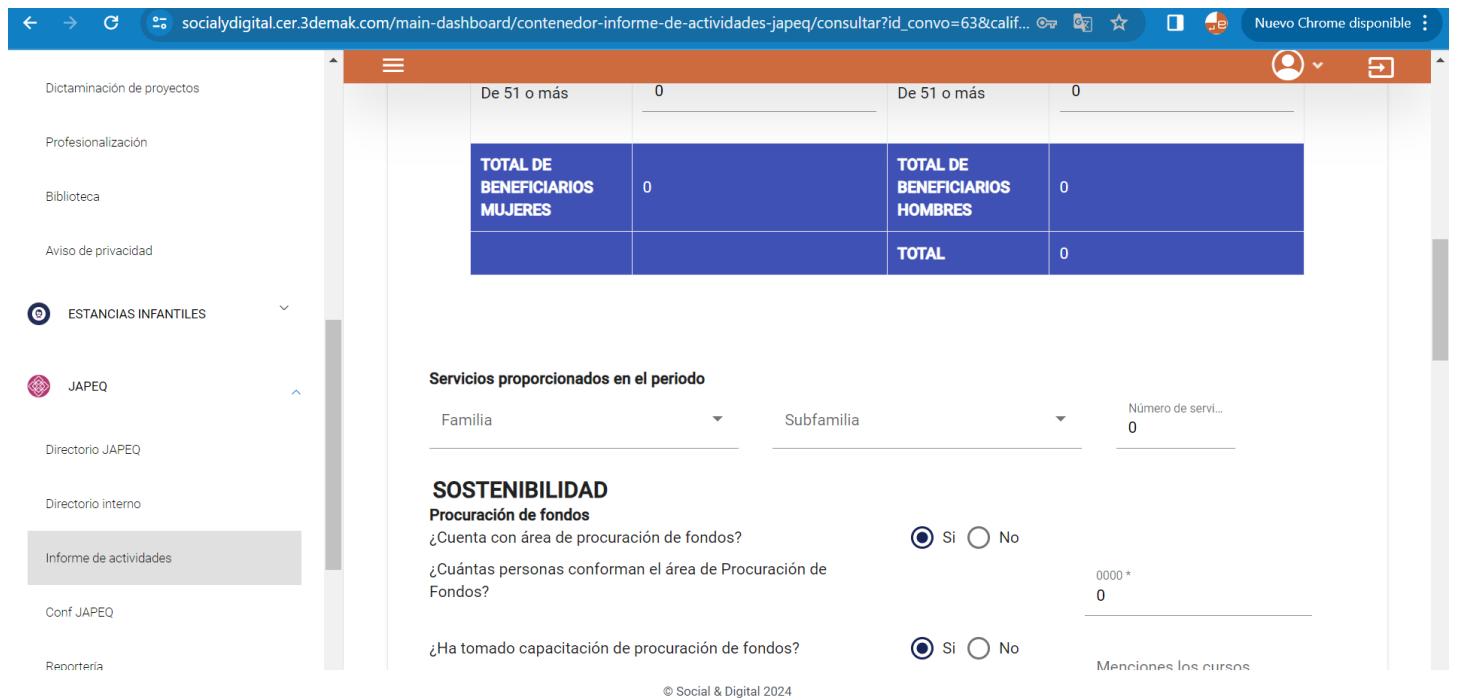 socialydigital.cer.3demak.com/main-dashboard/contenedor-informe-de-actividades-japeq/consultar?id_convo=63&calif...
Nuevo Chrome disponible
Dictaminación de proyectos
Profesionalización
Biblioteca
Aviso de privacidad
ESTANCIAS INFANTILES
JAPEQ
Directorio JAPEQ
Directorio interno
Informe de actividades
Conf JAPEQ
Reportería
De 51 o más 0 De 51 o más 0
TOTAL DE BENEFICIARIOS MUJERES 0 TOTAL DE BENEFICIARIOS HOMBRES 0
TOTAL 0
Servicios proporcionados en el periodo
Número de servi...
Familia Subfamilia 0
SOSTENIBILIDAD
Procuración de fondos
¿Cuenta con área de procuración de fondos? Si No
¿Cuántas personas conforman el área de Procuración de
Fondos?
0000 *
0
¿Ha tomado capacitación de procuración de fondos? Si No
Menciones los cursos
© Social & Digital 2024